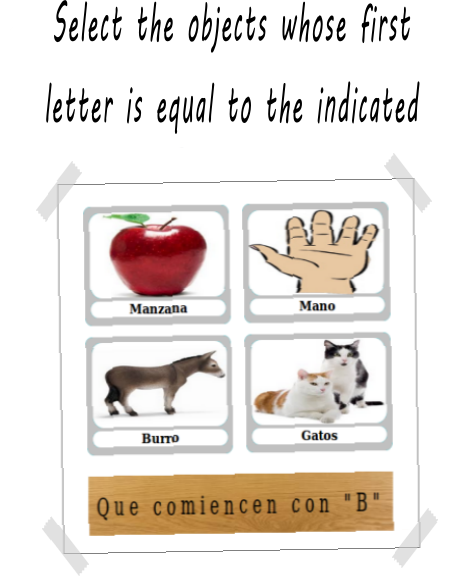 Select the objects whose first
letter is equal to the indicated
Manzana
Mano
Burro
Gatos
Que comiencen con "B"